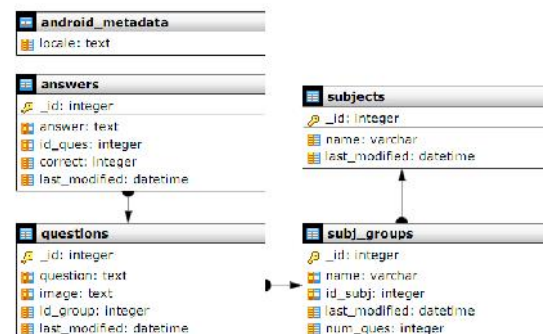 android_metadata
locale: text
answers
_id: integer
answer: text
id_ques: integer
correct: integer
last_modified: datetime
questions
_id: integer
question: text
image: text
id_group: integer
last_modified: datetime
subjects
_id: integer
name: varchar
last_modified: datetime
subj_groups
_id: integer
name: varchar
id_subj: integer
last_modified: datetime
num_ques: integer